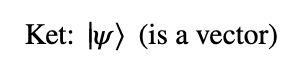 Ket: |ψ⟩ (is a vector)